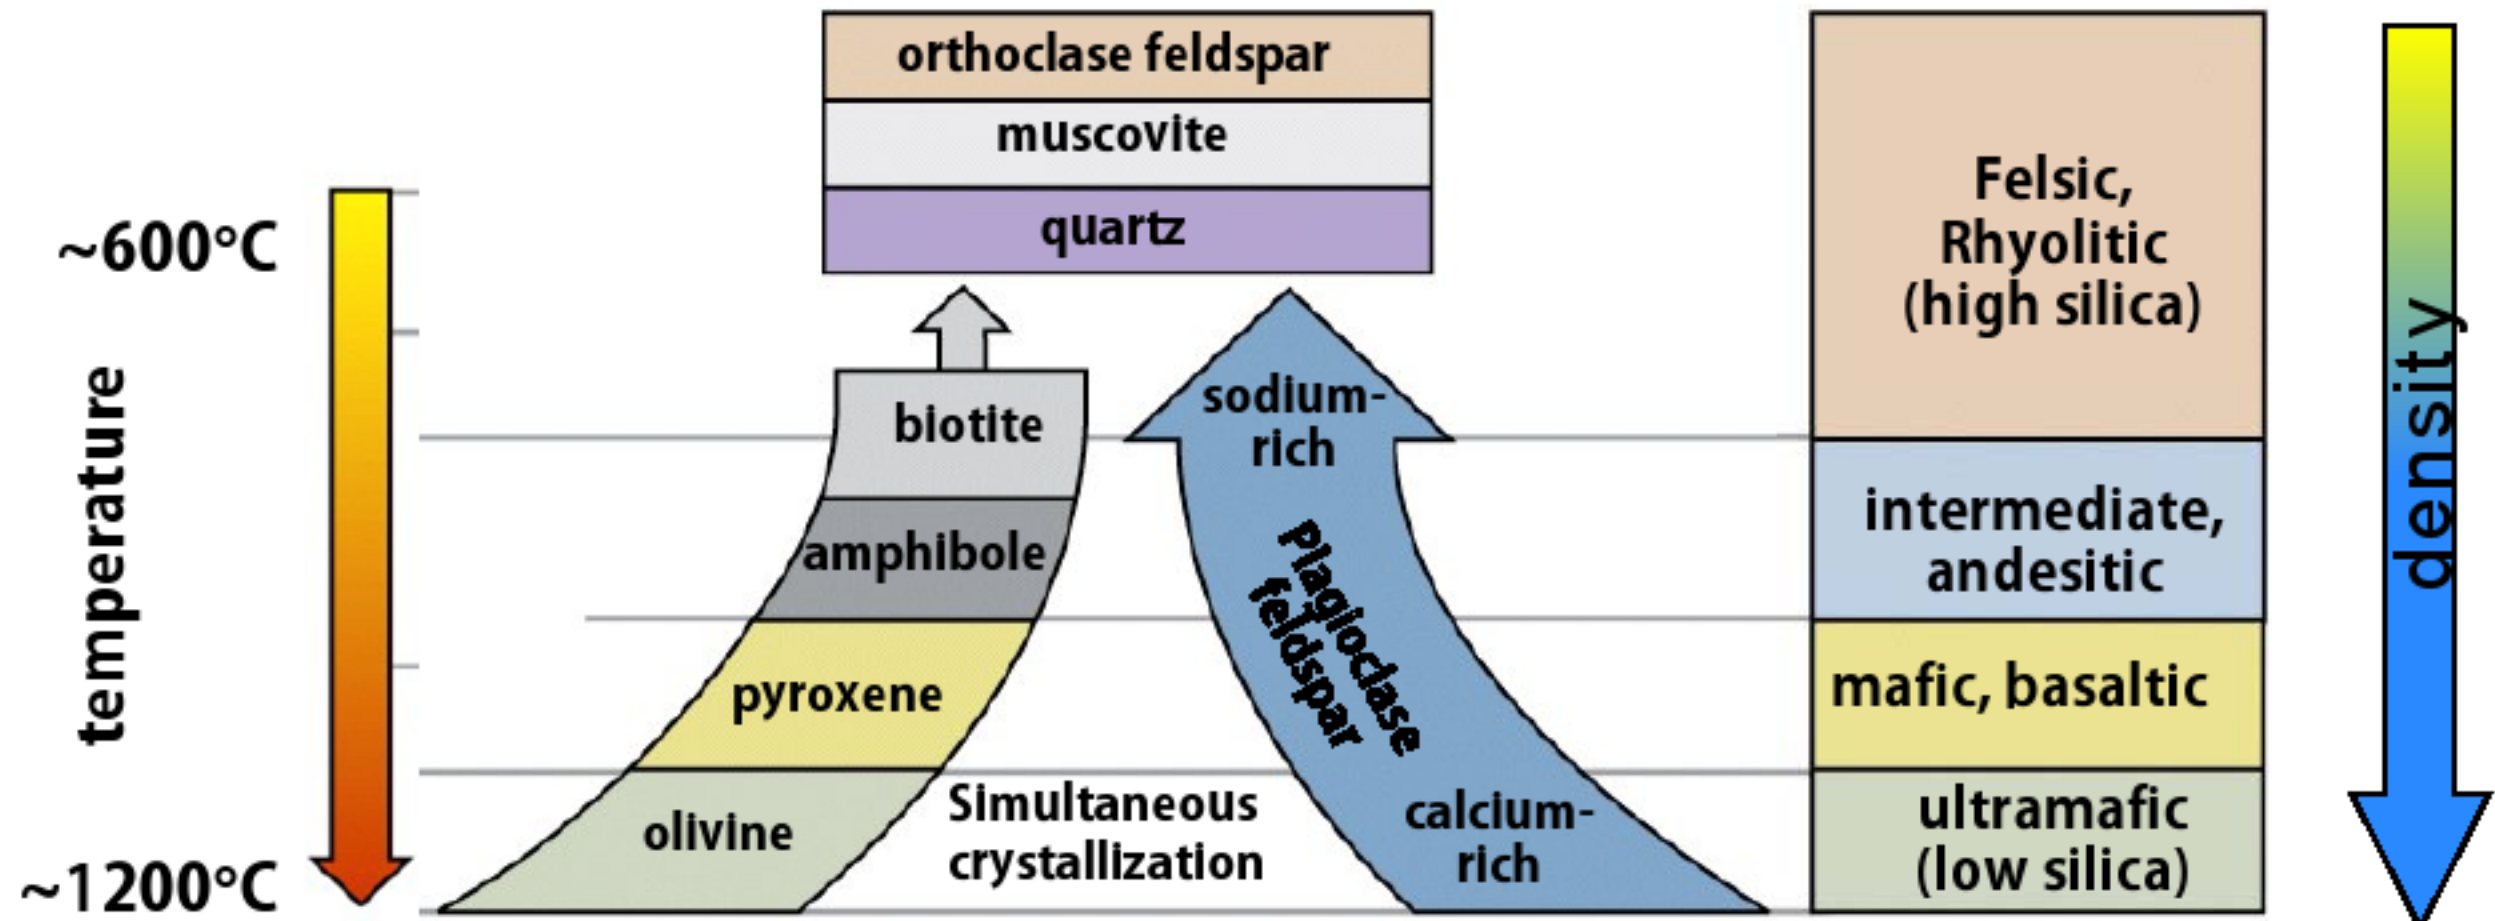 orthoclase feldspar
muscovite
quartz
~600°C
temperature
~1200°C
biotite
amphibole
pyroxene
olivine
Simultaneous
crystallization
sodium-
rich
Plagioclase
feldspar
calcium-
rich
Felsic,
Rhyolitic
(high silica)
intermediate,
andesitic
mafic, basaltic
ultramafic
(low silica)
density